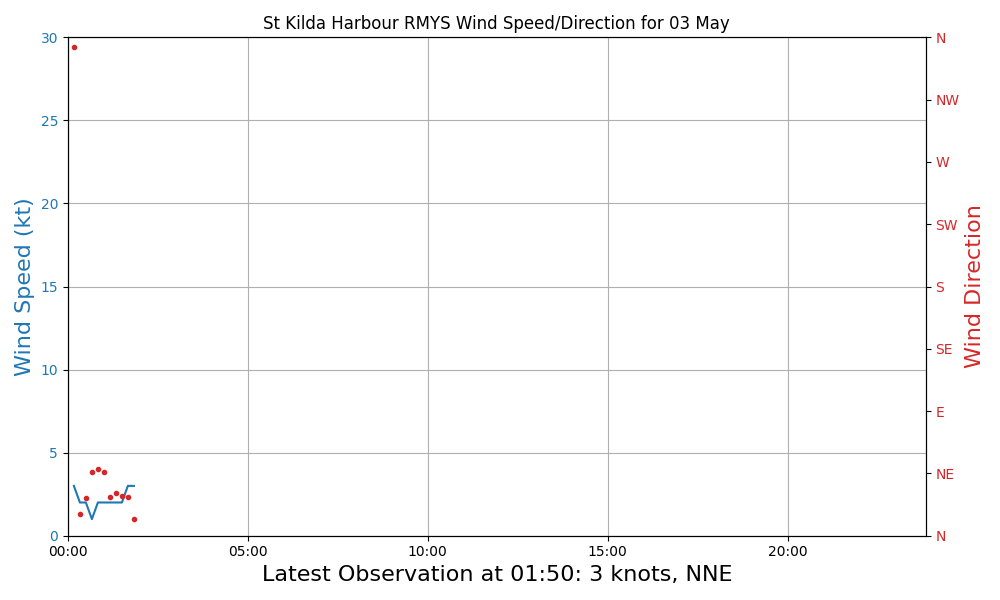 St Kilda Harbour RMYS Wind Speed/Direction for 03 May
30
25
20
15
10
5
0
Wind Speed (kt)
N
NW
W
SW
S
SE
E
NE
N
Wind Direction
00:00 05:00 10:00 15:00 20:00
Latest Observation at 01:50: 3 knots, NNE